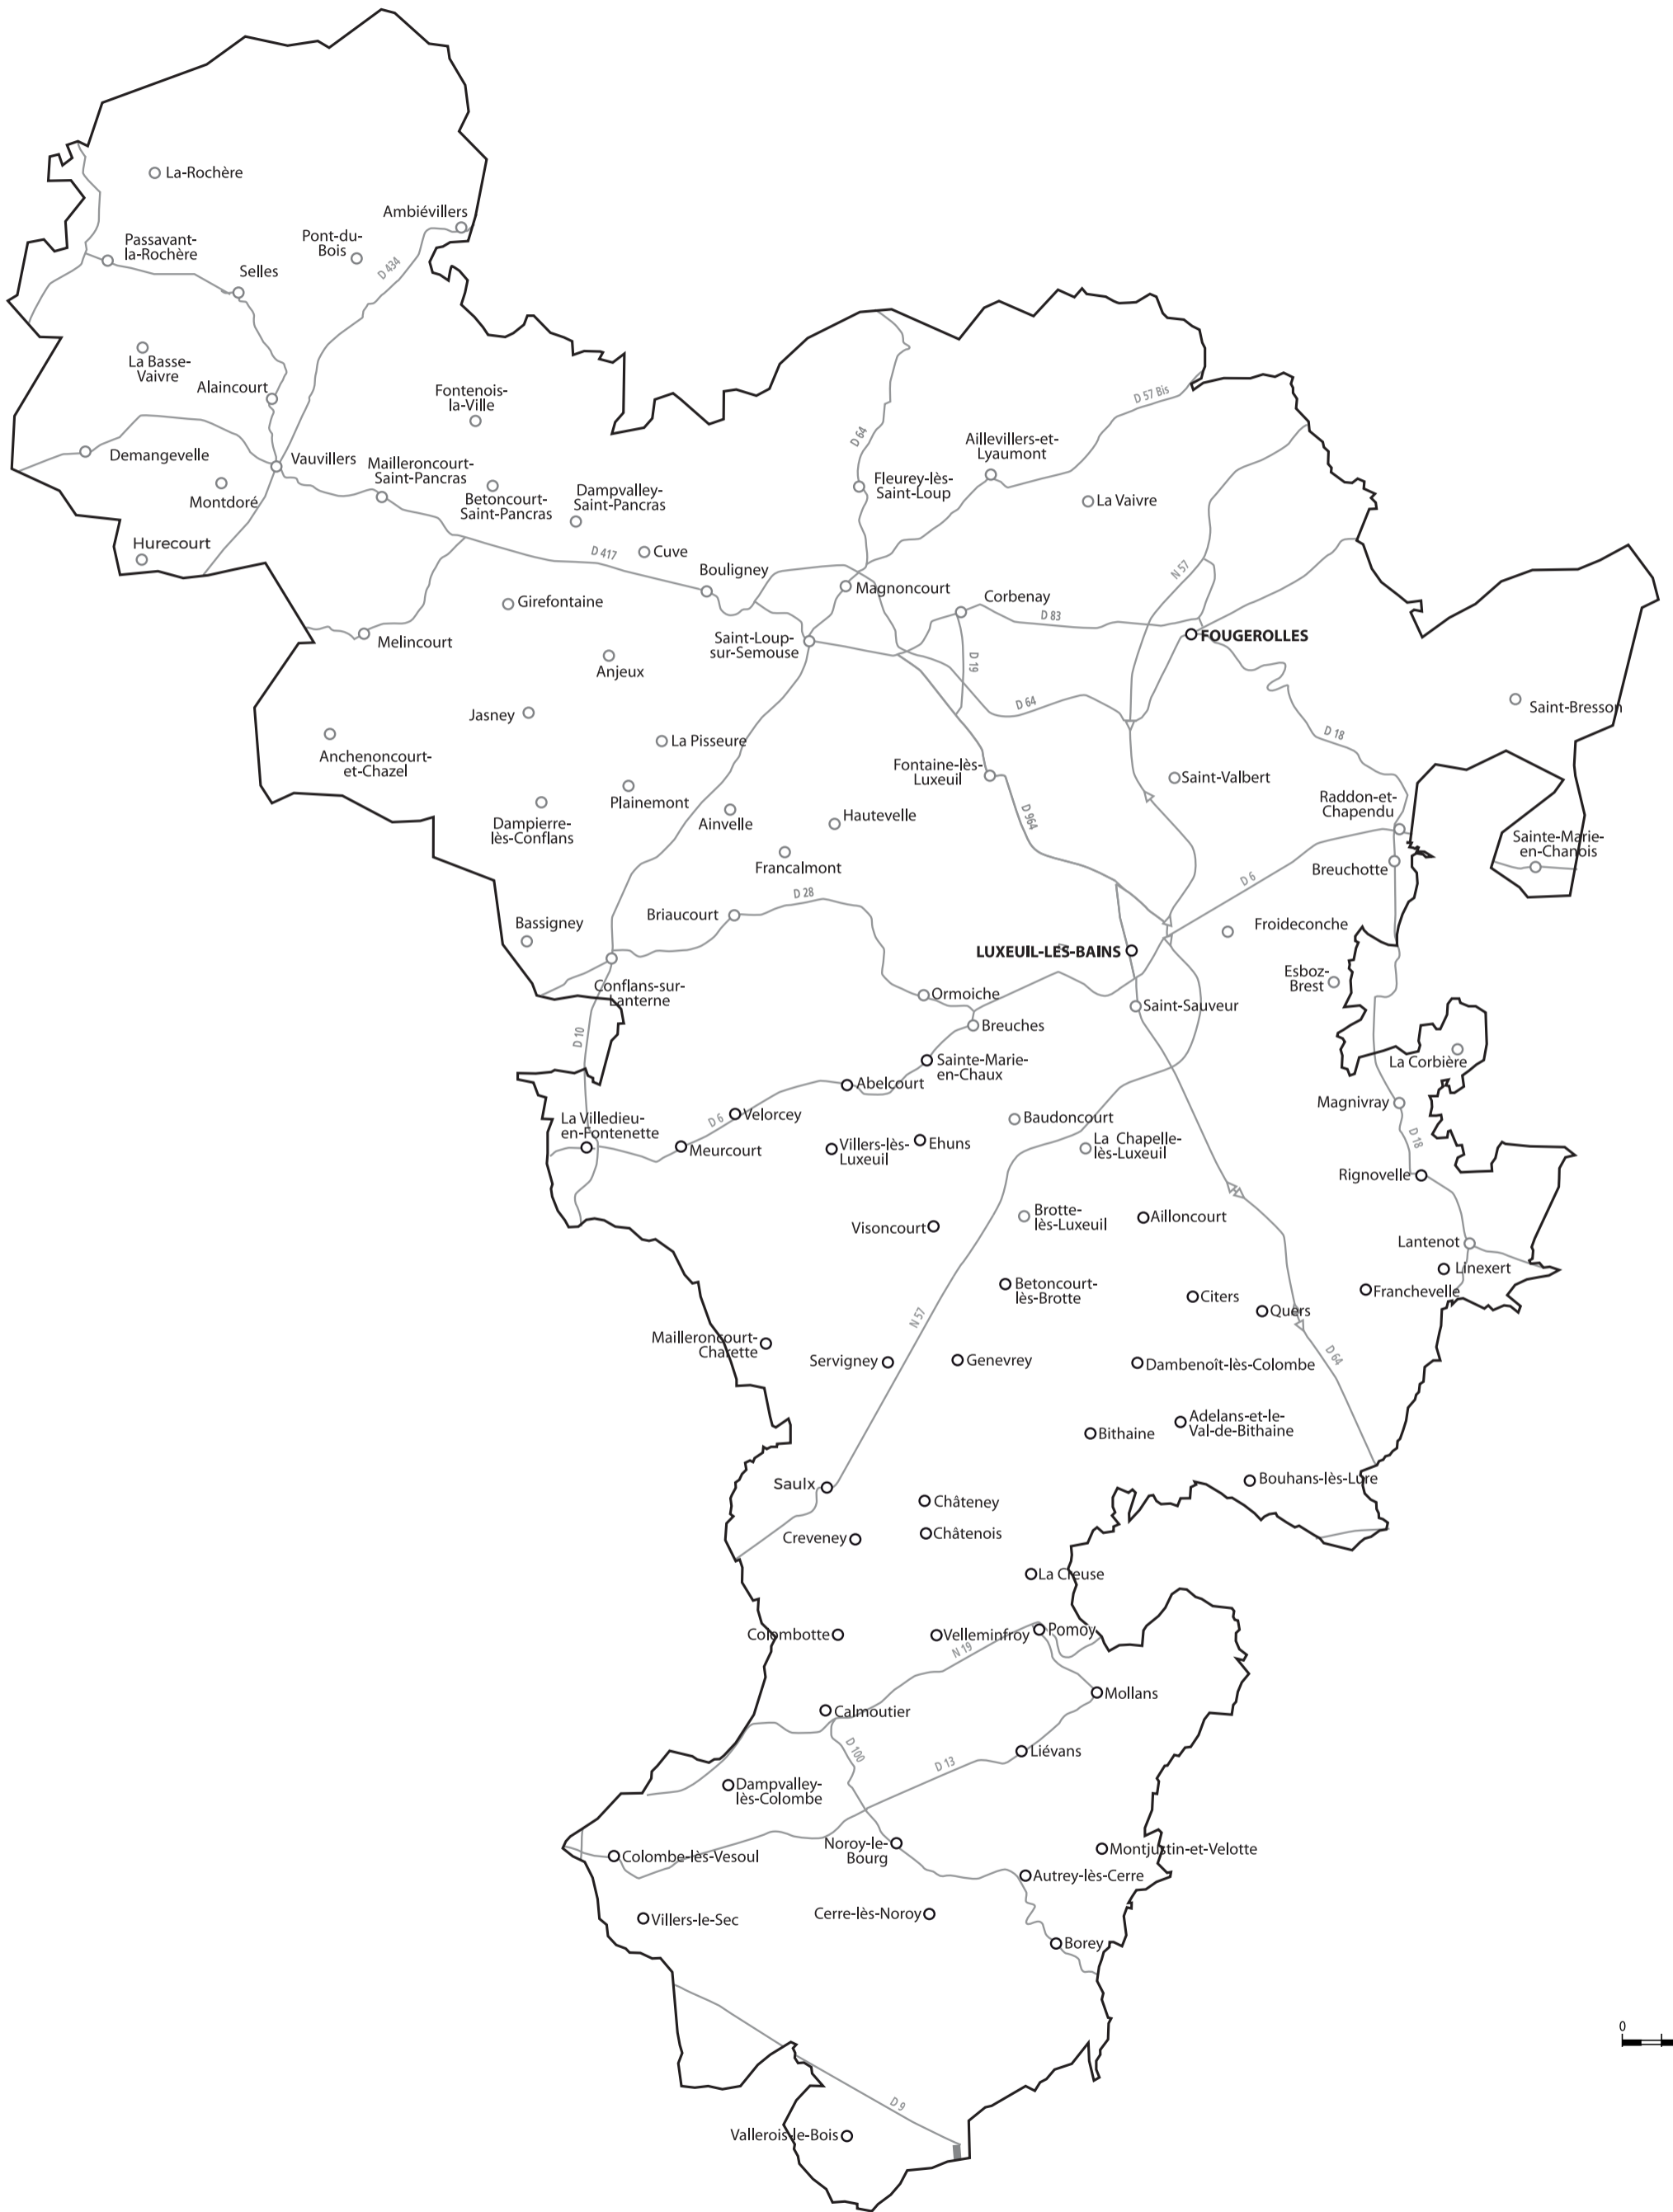 La-Rochère
Ambiévillers
Passavant-
la-Rochère
Pont-du-
Bois
Selles
D 434
La Basse-
Vaivre
Alaincourt
Fontenois-
la-Ville
D 57 Bis
D 64
Aillevillers-et-
Lyaumont
Demangevelle
Vauvillers
Mailleroncourt-
Saint-Pancras
Montdoré
Betoncourt-
Saint-Pancras
Dampvalley-
Saint-Pancras
Fleurey-lès-
Saint-Loup
La Vaivre
Hurecourt
D 417
Cuve
Bouligney
N 57
Magnoncourt
Corbenay
Girefontaine
D 83
FOUGEROLLES
Melincourt
Saint-Loup-
sur-Semouse
Anjeux
D 19
D 64
Saint-Bresson
Jasney
D 18
Anchenoncourt-
et-Chazel
La Pisseure
Fontaine-lès-
Luxeuil
Saint-Valbert
Plainemont
Raddon-et-
Chapendu
Dampierre-
lès-Conflans
Ainvelle
Hautevelle
D 964
Sainte-Marie-
en-Chanois
Francalmont
Breuchotte
D 6
D 28
Briaucourt
Bassigney
Froideconche
LUXEUIL-LES-BAINS
Esboz-
Brest
Conflans-sur-
Lanterne
Ormoiche
Saint-Sauveur
Breuches
D 10
Sainte-Marie-
en-Chaux
La Corbière
Abelcourt
Magnivray
La Villedieu-
en-Fontenette
D 6
Velorcey
Baudoncourt
D 18
Meurcourt
Villers-lès-
Luxeuil
Ehuns
La Chapelle-
lès-Luxeuil
Rignovelle
Visoncourt
Brotte-
lès-Luxeuil
Ailloncourt
Lantenot
Linexert
Betoncourt-
lès-Brotte
Citers
Franchevelle
Quers
N 57
Mailleroncourt-
Charette
Servigney
Genevrey
Dambenoît-lès-Colombe
D 64
Adelans-et-le-
Val-de-Bithaine
Bithaine
Saulx
Bouhans-lès-Lure
Châteney
Creveney
Châtenois
La Creuse
Colombotte
Velleminfroy
Pomoy
N 19
Mollans
Calmoutier
D 100
D 13
Liévans
Dampvalley-
lès-Colombe
Noroy-le-
Bourg
Montjustin-et-Velotte
Colombe-lès-Vesoul
Autrey-lès-Cerre
Villers-le-Sec
Cerre-lès-Noroy
Borey
0
D 9
Vallerois-le-Bois